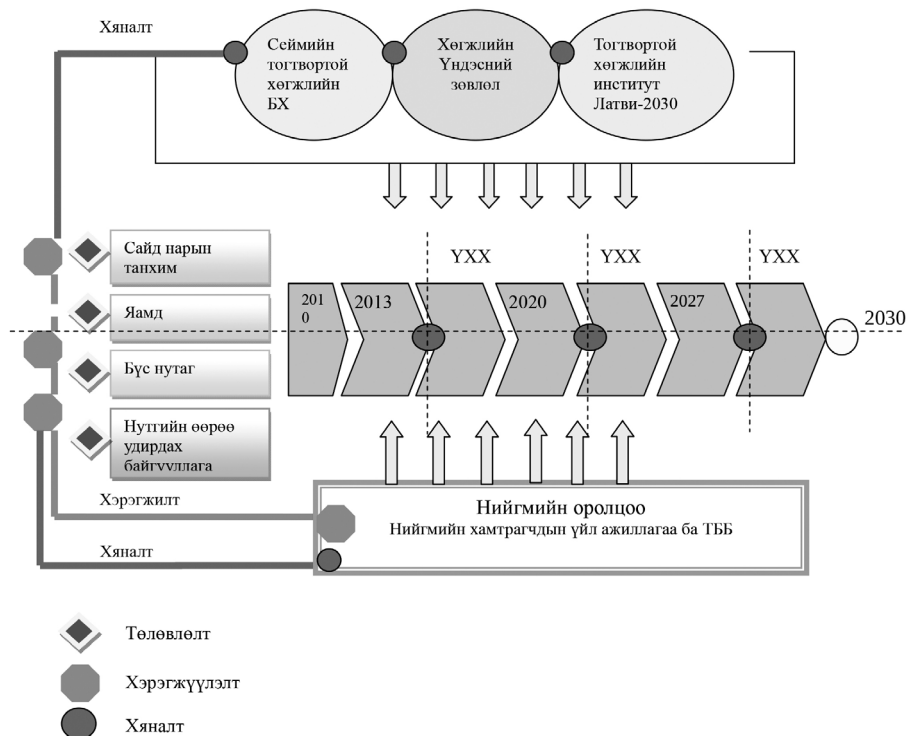 Хяналт
Сеймийн
тогтвортой
хөгжлийн
БХ
Хөгжлийн
Үндэсний
зөвлөл
Тогтвортой
хөгжлийн
институт
Латви-2030
Сайд нарын
танхим
Яамд
Бүс нутаг
Нутгийн өөрөө
удирдах
байгууллага
ҮХХ
ҮХХ
ҮХХ
201
0
2013
2020
2027
2030
Хэрэгжилт
Хяналт
Нийгмийн оролцоо
Нийгмийн хамтрагчдын үйл ажиллагаа ба ТББ
Төлөвлөлт
Хэрэгжүүлэлт
Хяналт